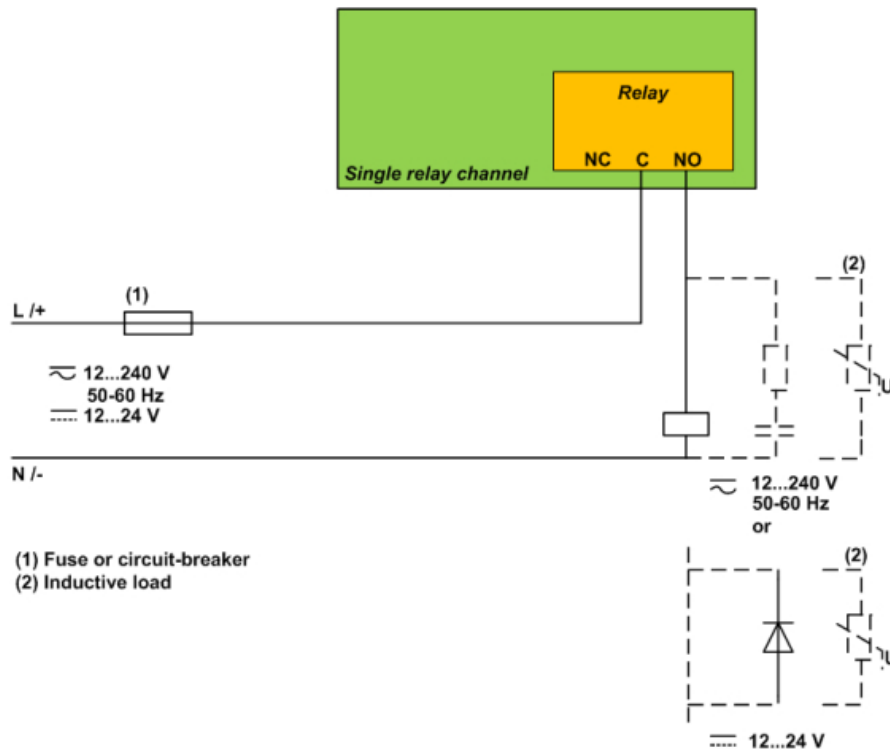 Relay
NC C NO
Single relay channel
(2)
(1)
L /+
U
12...240 V
50-60 Hz
12...24 V
N /-
12...240 V
50-60 Hz
or
(1) Fuse or circuit-breaker
(2) Inductive load
(2)
U
12...24 V